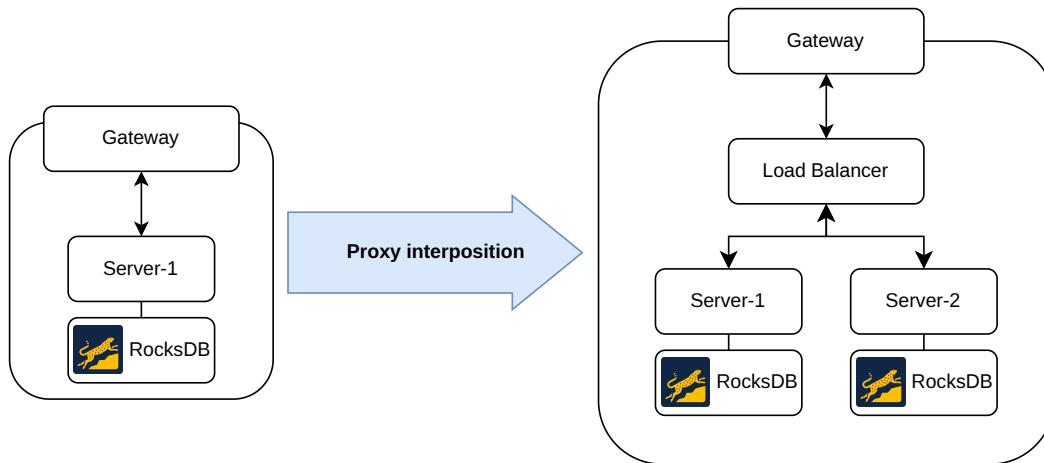 Gateway
Server-1
RocksDB
Proxy interposition
Gateway
Load Balancer
Server-1
Server-2
RocksDB
RocksDB